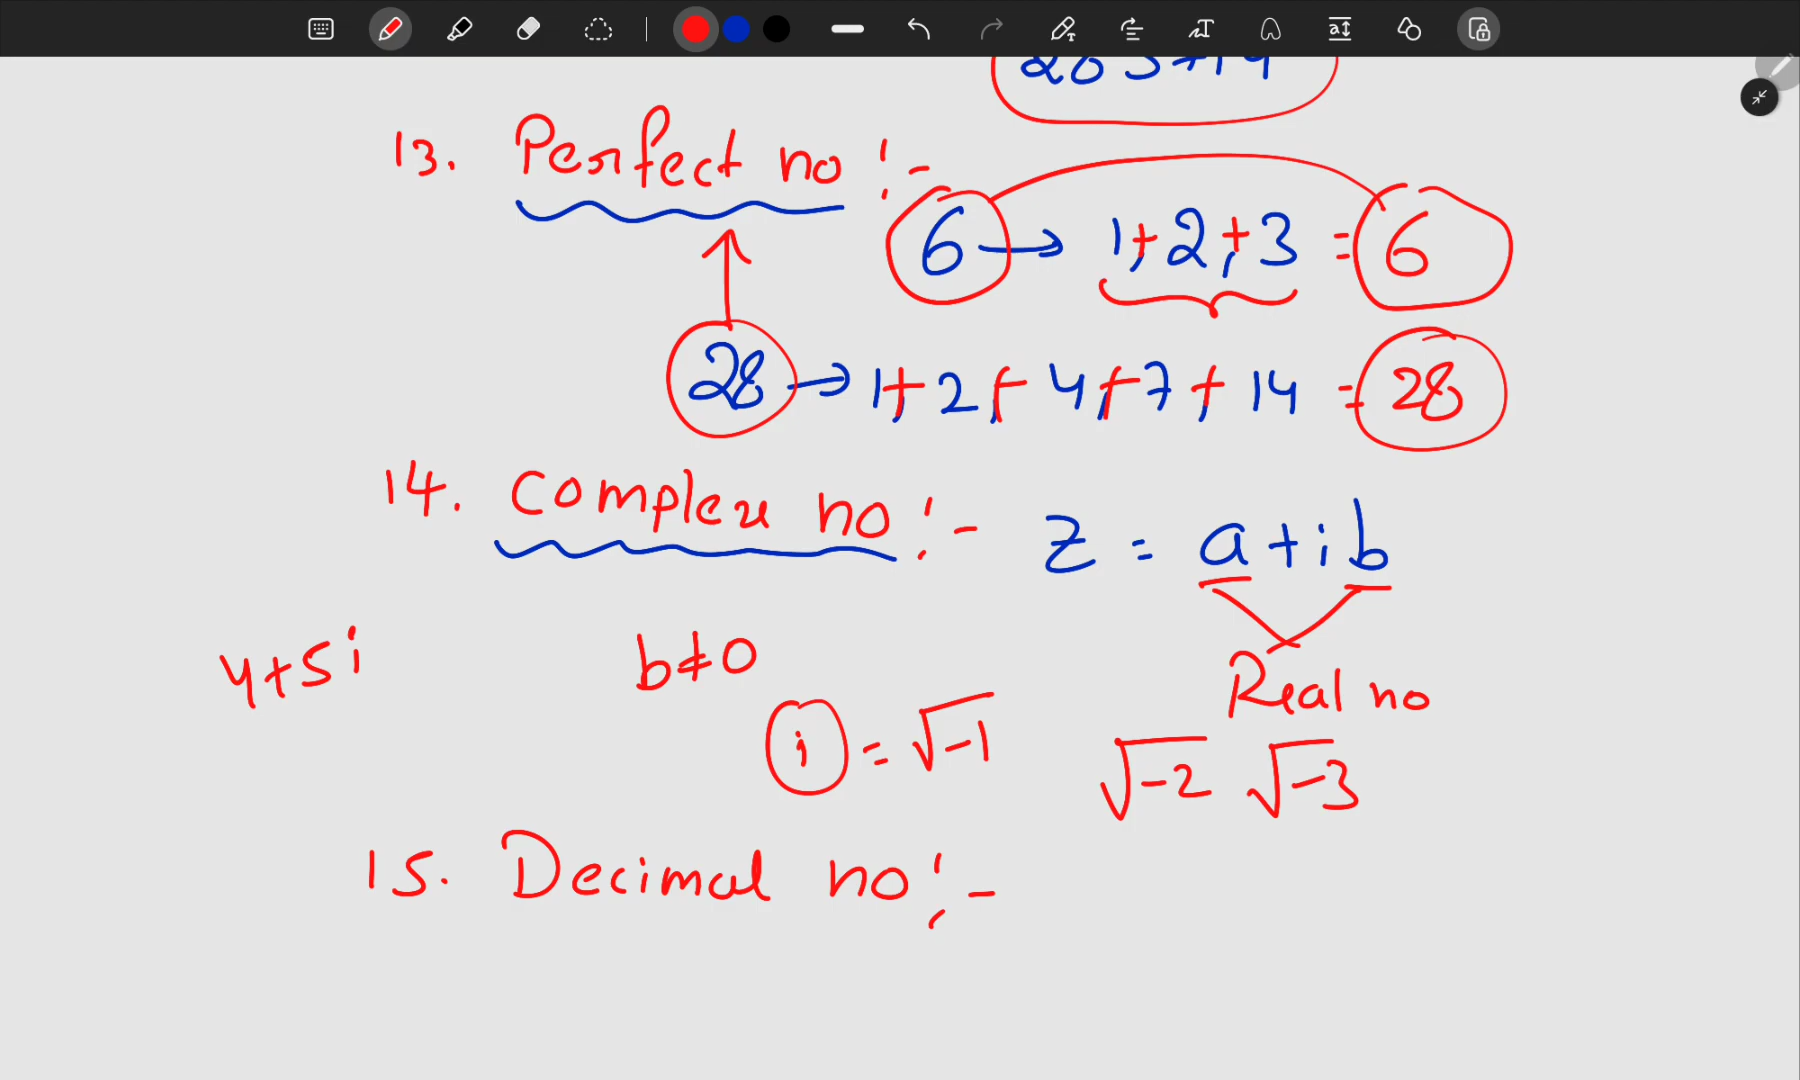 13. Perfect no :-
6 → 1, + 2, + 3 = 6
28 → 1, + 2, + 4, + 7, + 14 = 28
14. Complex no :- z = a + i b
4+5i b≠0 Real no
i = √-1 √-2 √-3
15. Decimal no :-